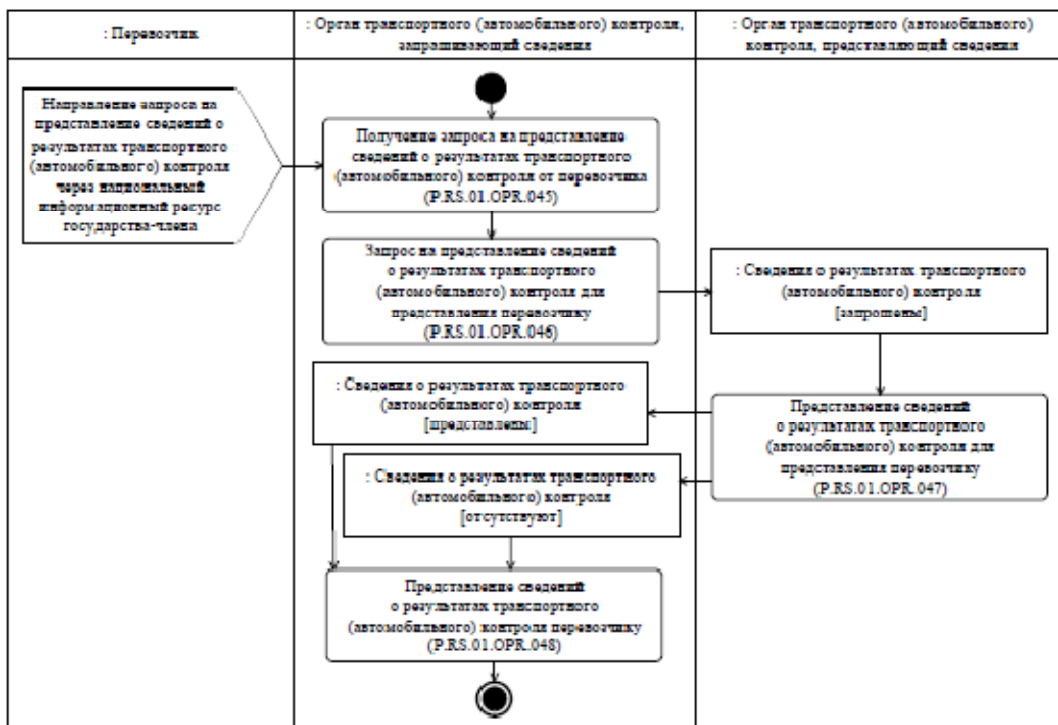 : Перевозчик
: Орган транспортного (автомобильного) контроля,
запрашивающий сведения
: Орган транспортного (автомобильного)
контроля, представляющий сведения
Направление запроса на
представление сведений о
результатах транспортного
(автомобильного) контроля
через национальный
информационный ресурс
государства-члена
Получение запроса на представление
сведений о результатах транспортного
(автомобильного) контроля от перевозчика
(P.RS.01.OPR.045)
Запрос на представление сведений
о результатах транспортного
(автомобильного) контроля для
представления перевозчику
(P.RS.01.OPR.046)
: Сведения о результатах транспортного
(автомобильного) контроля
[запрошены]
: Сведения о результатах транспортного
(автомобильного) контроля
[представлены]
Представление сведений
о результатах транспортного
(автомобильного) контроля для
представления перевозчику
(P.RS.01.OPR.047)
: Сведения о результатах транспортного
(автомобильного) контроля
[отсутствуют]
Представление сведений
о результатах транспортного
(автомобильного) контроля перевозчику
(P.RS.01.OPR.048)